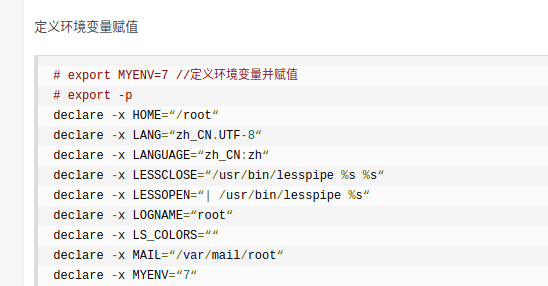 定义环境变量赋值
# export MYENV=7 //定义环境变量并赋值
# export -p
declare -x HOME=“/root“
declare -x LANG=“zh_CN.UTF-8“
declare -x LANGUAGE=“zh_CN:zh“
declare -x LESSCLOSE=“/usr/bin/lesspipe %s %s“
declare -x LESSOPEN=“| /usr/bin/lesspipe %s“
declare -x LOGNAME=“root“
declare -x LS_COLORS=““
declare -x MAIL=“/var/mail/root“
declare -x MYENV=“7“